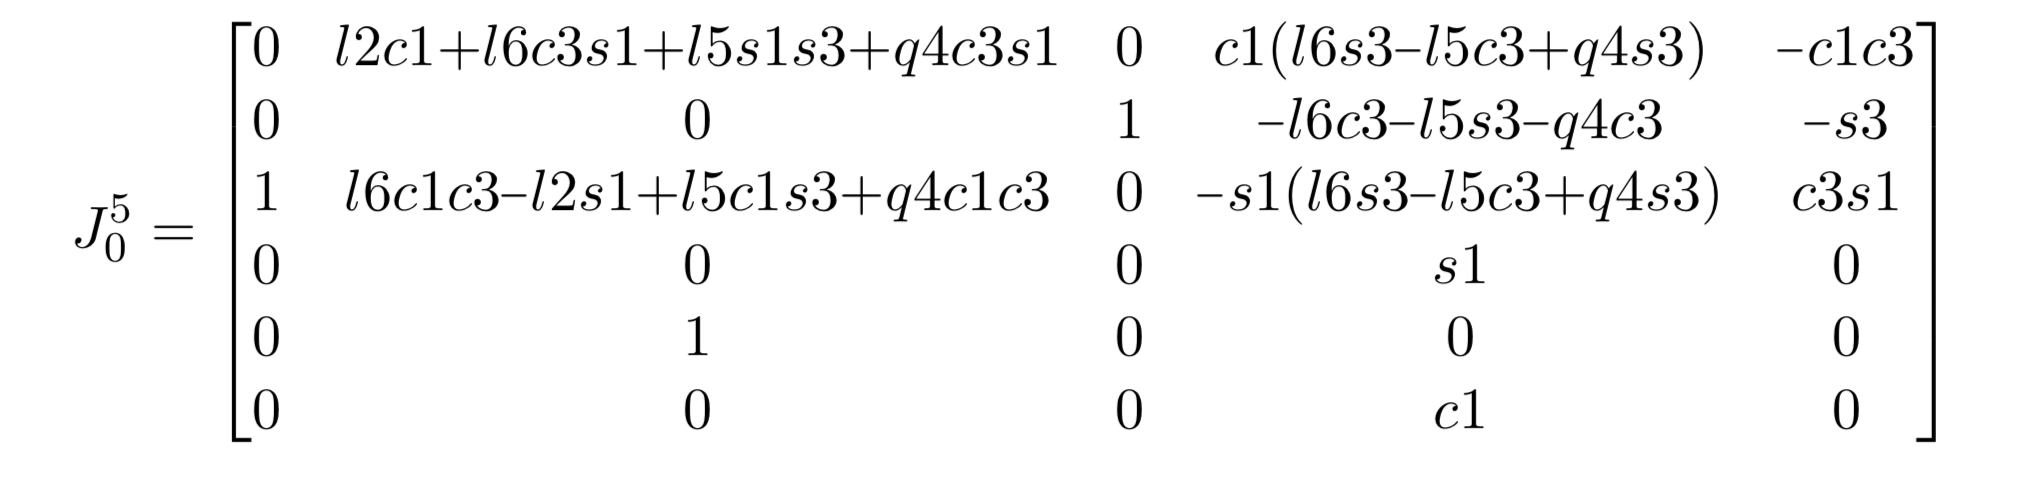 0 l2c1+l6c3s1+l5s1s3+q4c3s1 0 c1(l6s3–l5c3+q4s3) –c1c3
0 0 1 –l6c3–l5s3–q4c3 –s3
J_0^5 = 1 l6c1c3–l2s1+l5c1s3+q4c1c3 0 –s1(l6s3–l5c3+q4s3) c3s1
0 0 0 s1 0
0 1 0 0 0
0 0 0 c1 0